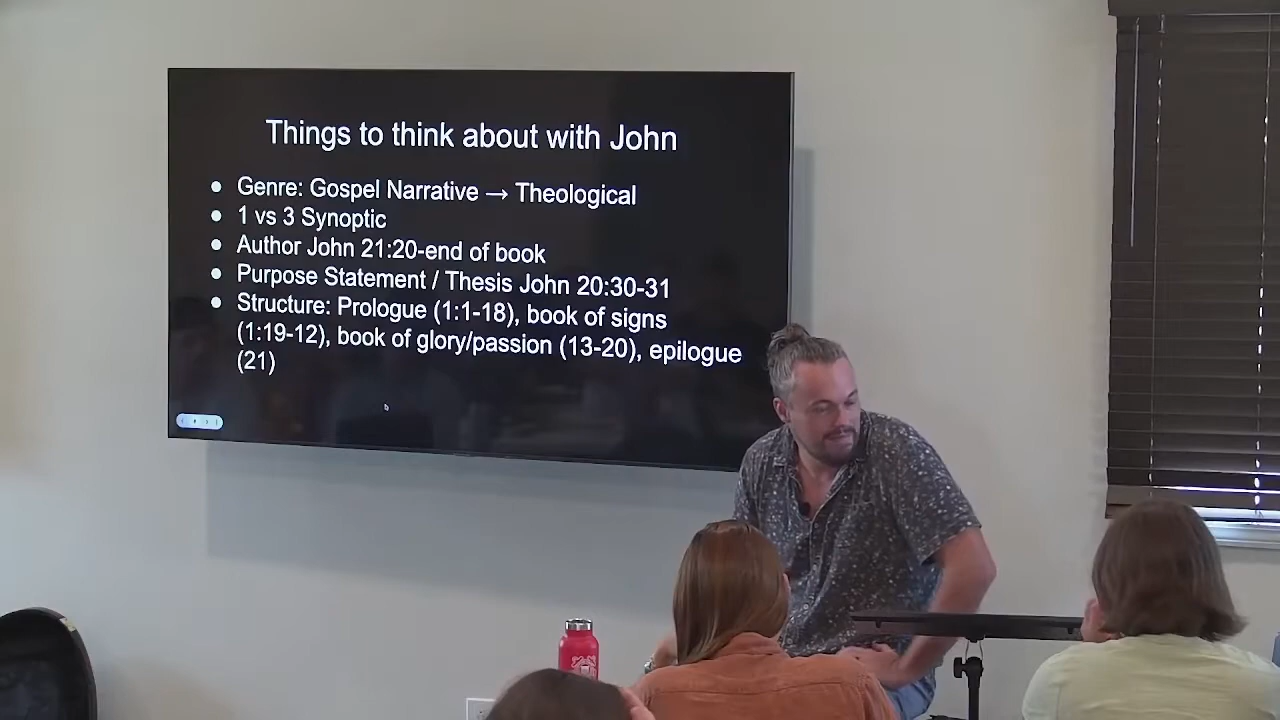 Things to think about with John
● Genre: Gospel Narrative → Theological
● 1 vs 3 Synoptic
● Author John 21:20-end of book
● Purpose Statement / Thesis John 20:30-31
● Structure: Prologue (1:1-18), book of signs
(1:19-12), book of glory/passion (13-20), epilogue
(21)